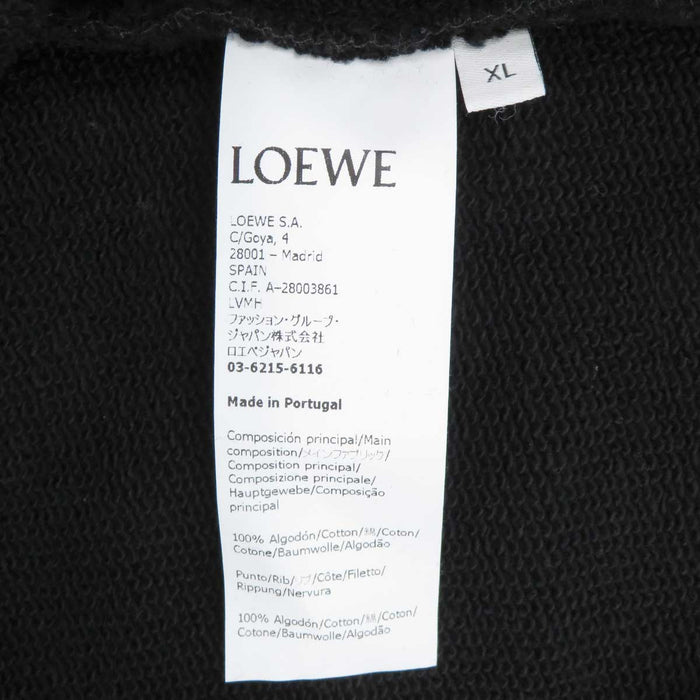 XL
LOEWE
LOEWE S.A.
C/Goya, 4
28001 – Madrid
SPAIN
C.I.F. A–28003861
LVMH
ファッション・グループ・
ジャパン株式会社
ロエベジャパン
03-6215-6116
Made in Portugal
Composición principal/Main
composition/メインファブリック/
Composition principal/
Composizione principale/
Hauptgewebe/Composição
principal
100% Algodón/Cotton/綿/Coton/
Cotone/Baumwolle/Algodão
Punto/Rib/リブ/Côte/Filetto/
Rippung/Nervura
100% Algodón/Cotton/綿/Coton/
Cotone/Baumwolle/Algodão